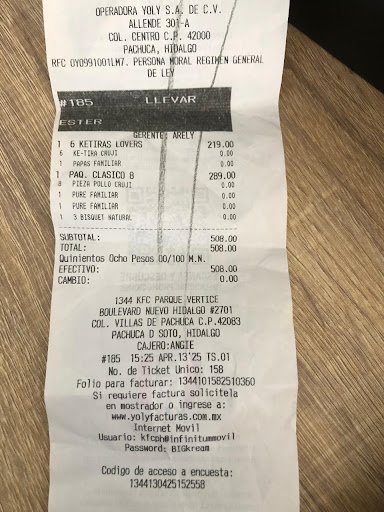 OPERADORA YOLY S.A. DE C.V.
ALLENDE 301-A
COL. CENTRO C.P. 42000
PACHUCA, HIDALGO
RFC OYO991001LM7. PERSONA MORAL REGIMEN GENERAL
DE LEY
#185 LLEVAR
ESTER
GERENTE: ARELY
1 6 KETIRAS LOVERS 219.00
6 KE-TIRA CRUJI 0.00
1 PAPAS FAMILIAR 0.00
1 PAQ. CLASICO 8 289.00
8 PIEZA POLLO CRUJI 0.00
1 PURE FAMILIAR 0.00
1 PURE FAMILIAR 0.00
1 3 BISQUET NATURAL 0.00
SUBTOTAL: 508.00
TOTAL: 508.00
Quinientos Ocho Pesos 00/100 M.N.
EFECTIVO: 508.00
CAMBIO: 0.00
1344 KFC PARQUE VERTICE
BOULEVARD NUEVO HIDALGO #2701
COL. VILLAS DE PACHUCA C.P.42083
PACHUCA D SOTO, HIDALGO
CAJERO:ANGIE
#185 15:25 APR.13'25 TS.01
No. de Ticket Unico: 158
Folio para facturar: 1344101582510360
Si requiere factura solicitela
en mostrador o ingrese a:
www.yolyfacturas.com.mx
Internet Movil
Usuario: kfcph@infinitummovil
Password: BIGkream
Codigo de acceso a encuesta:
1344130425152558